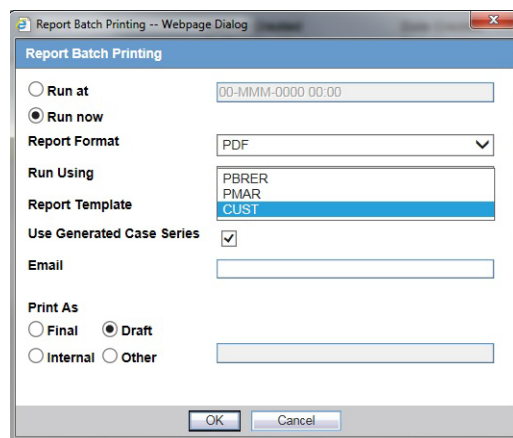 Report Batch Printing -- Webpage Dialog
Report Batch Printing
Run at 00-MMM-0000 00:00
Run now
Report Format PDF
Run Using
PBRER
PMAR
Report Template
CUST
Use Generated Case Series
Email
Print As
Final Draft
Internal Other
OK Cancel